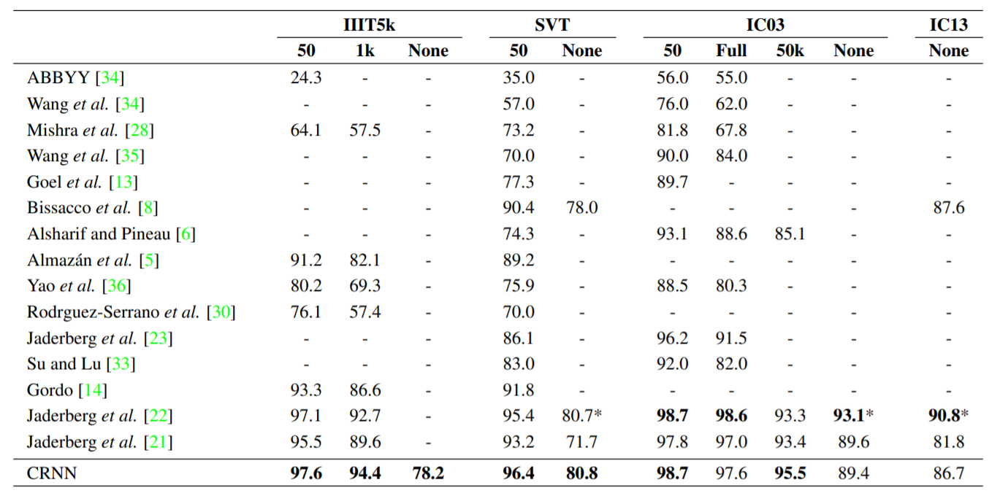 IIIT5k SVT IC03 IC13
50 1k None 50 None 50 Full 50k None None
ABBYY [34] 24.3 - - 35.0 - 56.0 55.0 - - -
Wang et al. [34] - - - 57.0 - 76.0 62.0 - - -
Mishra et al. [28] 64.1 57.5 - 73.2 - 81.8 67.8 - - -
Wang et al. [35] - - - 70.0 - 90.0 84.0 - - -
Goel et al. [13] - - - 77.3 - 89.7 - - - -
Bissacco et al. [8] - - - 90.4 78.0 - - - - 87.6
Alsharif and Pineau [6] - - - 74.3 - 93.1 88.6 85.1 - -
Almazán et al. [5] 91.2 82.1 - 89.2 - - - - - -
Yao et al. [36] 80.2 69.3 - 75.9 - 88.5 80.3 - - -
Rodrguez-Serrano et al. [30] 76.1 57.4 - 70.0 - - - - - -
Jaderberg et al. [23] - - - 86.1 - 96.2 91.5 - - -
Su and Lu [33] - - - 83.0 - 92.0 82.0 - - -
Gordo [14] 93.3 86.6 - 91.8 - - - - - -
Jaderberg et al. [22] 97.1 92.7 - 95.4 80.7* 98.7 98.6 93.3 93.1* 90.8*
Jaderberg et al. [21] 95.5 89.6 - 93.2 71.7 97.8 97.0 93.4 89.6 81.8
CRNN 97.6 94.4 78.2 96.4 80.8 98.7 97.6 95.5 89.4 86.7